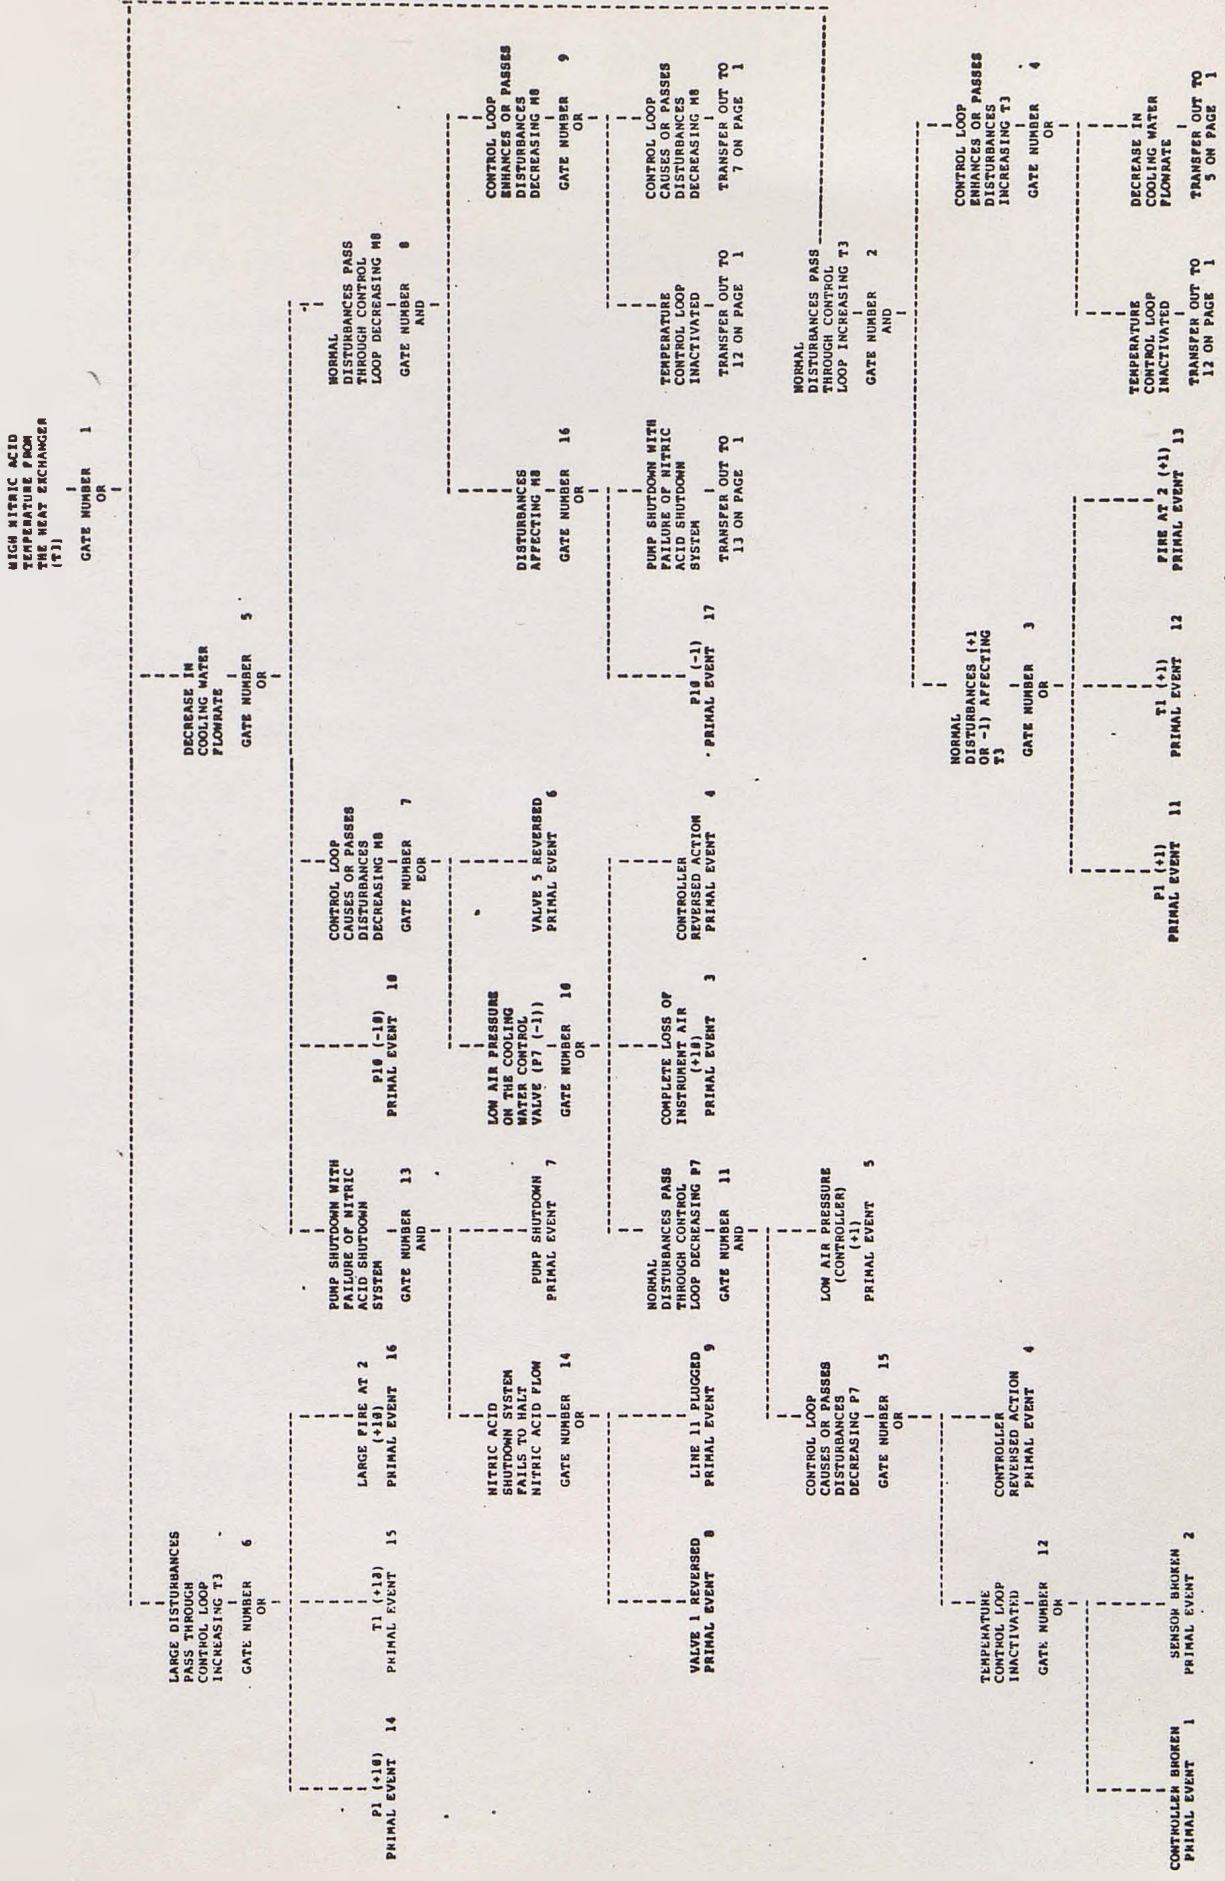 HIGH NITRIC ACID
TEMPERATURE FROM
THE HEAT EXCHANGER
(T3)
GATE NUMBER 1
OR
LARGE DISTURBANCES
PASS THROUGH
CONTROL LOOP
INCREASING T3
GATE NUMBER 6
OR
DECREASE IN
COOLING WATER
FLOWRATE
GATE NUMBER 5
OR
P1 (+10)
PRIMAL EVENT 14
T1 (+10)
PRIMAL EVENT 15
LARGE FIRE AT 2
(+10)
PRIMAL EVENT 16
PUMP SHUTDOWN WITH
FAILURE OF NITRIC
ACID SHUTDOWN
SYSTEM
GATE NUMBER 13
AND
P10 (-10)
PRIMAL EVENT 10
CONTROL LOOP
CAUSES OR PASSES
DISTURBANCES
DECREASING M8
GATE NUMBER 7
EOR
NORMAL
DISTURBANCES PASS
THROUGH CONTROL
LOOP DECREASING M8
GATE NUMBER 8
AND
NITRIC ACID
SHUTDOWN SYSTEM
FAILS TO HALT
NITRIC ACID FLOW
GATE NUMBER 14
OR
PUMP SHUTDOWN
PRIMAL EVENT 7
LOW AIR PRESSURE
ON THE COOLING
WATER CONTROL
VALVE (P7 (-1))
GATE NUMBER 10
OR
VALVE 5 REVERSED
PRIMAL EVENT 6
DISTURBANCES
AFFECTING M8
GATE NUMBER 16
OR
CONTROL LOOP
ENHANCES OR PASSES
DISTURBANCES
DECREASING M8
GATE NUMBER 9
OR
VALVE 1 REVERSED
PRIMAL EVENT 8
LINE 11 PLUGGED
PRIMAL EVENT 9
NORMAL
DISTURBANCES PASS
THROUGH CONTROL
LOOP DECREASING P7
GATE NUMBER 11
AND
COMPLETE LOSS OF
INSTRUMENT AIR
(+10)
PRIMAL EVENT 3
CONTROLLER
REVERSED ACTION
PRIMAL EVENT 4
P10 (-1)
PRIMAL EVENT 17
PUMP SHUTDOWN WITH
FAILURE OF NITRIC
ACID SHUTDOWN
SYSTEM
TRANSFER OUT TO
13 ON PAGE 1
TEMPERATURE
CONTROL LOOP
INACTIVATED
TRANSFER OUT TO
12 ON PAGE 1
CONTROL LOOP
CAUSES OR PASSES
DISTURBANCES
DECREASING M8
TRANSFER OUT TO
7 ON PAGE 1
CONTROL LOOP
CAUSES OR PASSES
DISTURBANCES
DECREASING P7
GATE NUMBER 15
OR
LOW AIR PRESSURE
(CONTROLLER)
(+1)
PRIMAL EVENT 5
NORMAL
DISTURBANCES PASS
THROUGH CONTROL
LOOP INCREASING T3
GATE NUMBER 2
AND
TEMPERATURE
CONTROL LOOP
INACTIVATED
GATE NUMBER 12
OR
CONTROLLER
REVERSED ACTION
PRIMAL EVENT 4
NORMAL
DISTURBANCES (+1
OR -1) AFFECTING
T3
GATE NUMBER 3
OR
CONTROL LOOP
ENHANCES OR PASSES
DISTURBANCES
INCREASING T3
GATE NUMBER 4
OR
CONTROLLER BROKEN
PRIMAL EVENT 1
SENSOR BROKEN
PRIMAL EVENT 2
P1 (+1)
PRIMAL EVENT 11
T1 (+1)
PRIMAL EVENT 12
FIRE AT 2 (+1)
PRIMAL EVENT 13
TEMPERATURE
CONTROL LOOP
INACTIVATED
TRANSFER OUT TO
12 ON PAGE 1
DECREASE IN
COOLING WATER
FLOWRATE
TRANSFER OUT TO
5 ON PAGE 1